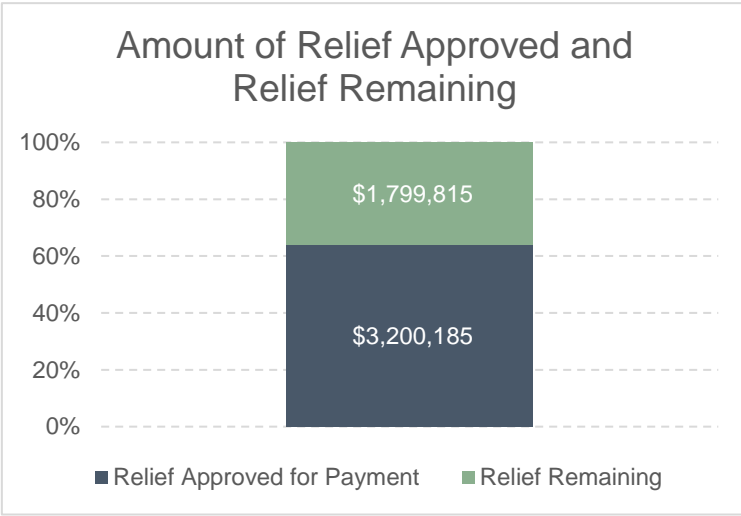 Amount of Relief Approved and
Relief Remaining
100%
80%
60%
40%
20%
0%
$1,799,815
$3,200,185
Relief Approved for Payment
Relief Remaining